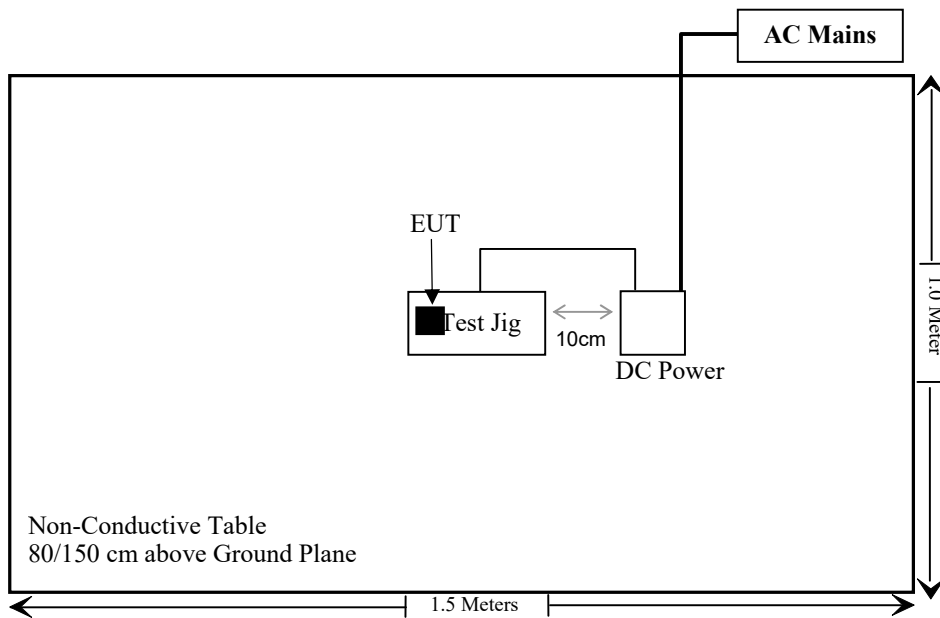 AC Mains
EUT
Test Jig
10cm
DC Power
1.0 Meter
Non-Conductive Table
80/150 cm above Ground Plane
1.5 Meters